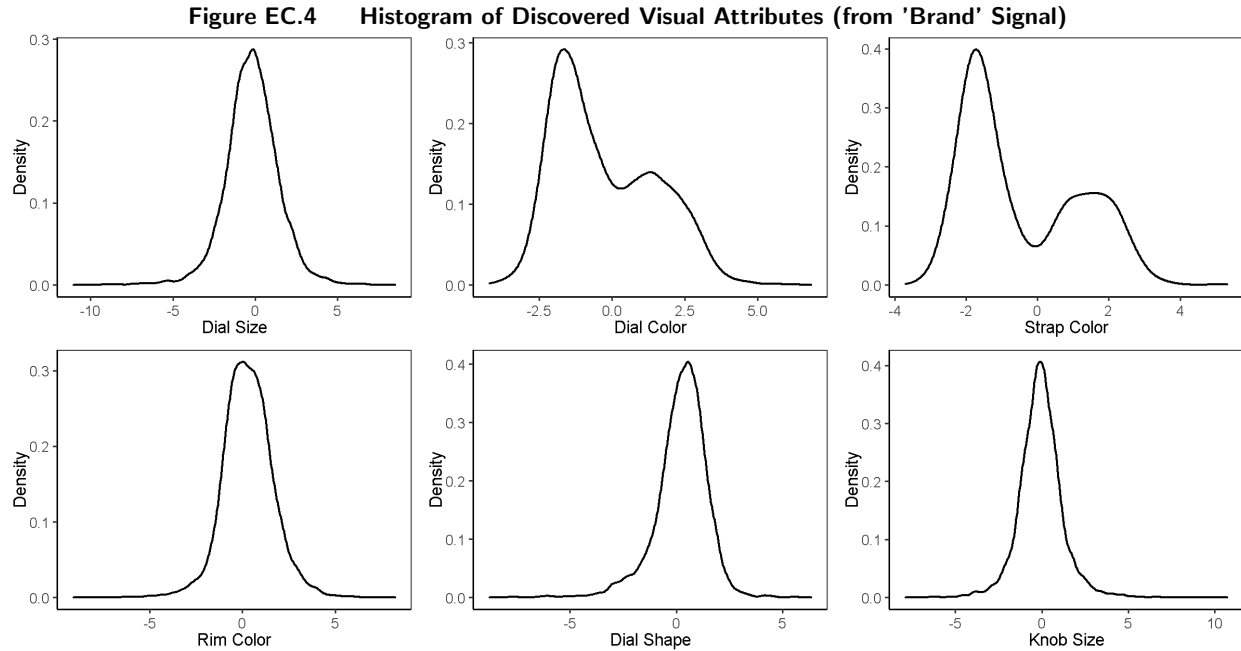 Figure EC.4 Histogram of Discovered Visual Attributes (from 'Brand' Signal)
0.3
0.2
0.1
0.0
Density
-10 -5 0 5
Dial Size
0.3
0.2
0.1
0.0
Density
-2.5 0.0 2.5 5.0
Dial Color
0.4
0.3
0.2
0.1
0.0
Density
-4 -2 0 2 4
Strap Color
0.3
0.2
0.1
0.0
Density
-5 0 5
Rim Color
0.4
0.3
0.2
0.1
0.0
Density
-5 0 5
Dial Shape
0.4
0.3
0.2
0.1
0.0
Density
-5 0 5 10
Knob Size